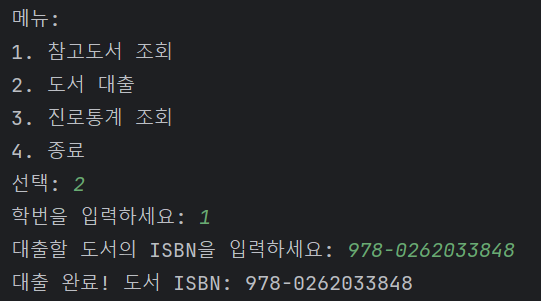 메뉴:
1. 참고도서 조회
2. 도서 대출
3. 진로통계 조회
4. 종료
선택: 2
학번을 입력하세요: 1
대출할 도서의 ISBN을 입력하세요: 978-0262033848
대출 완료! 도서 ISBN: 978-0262033848